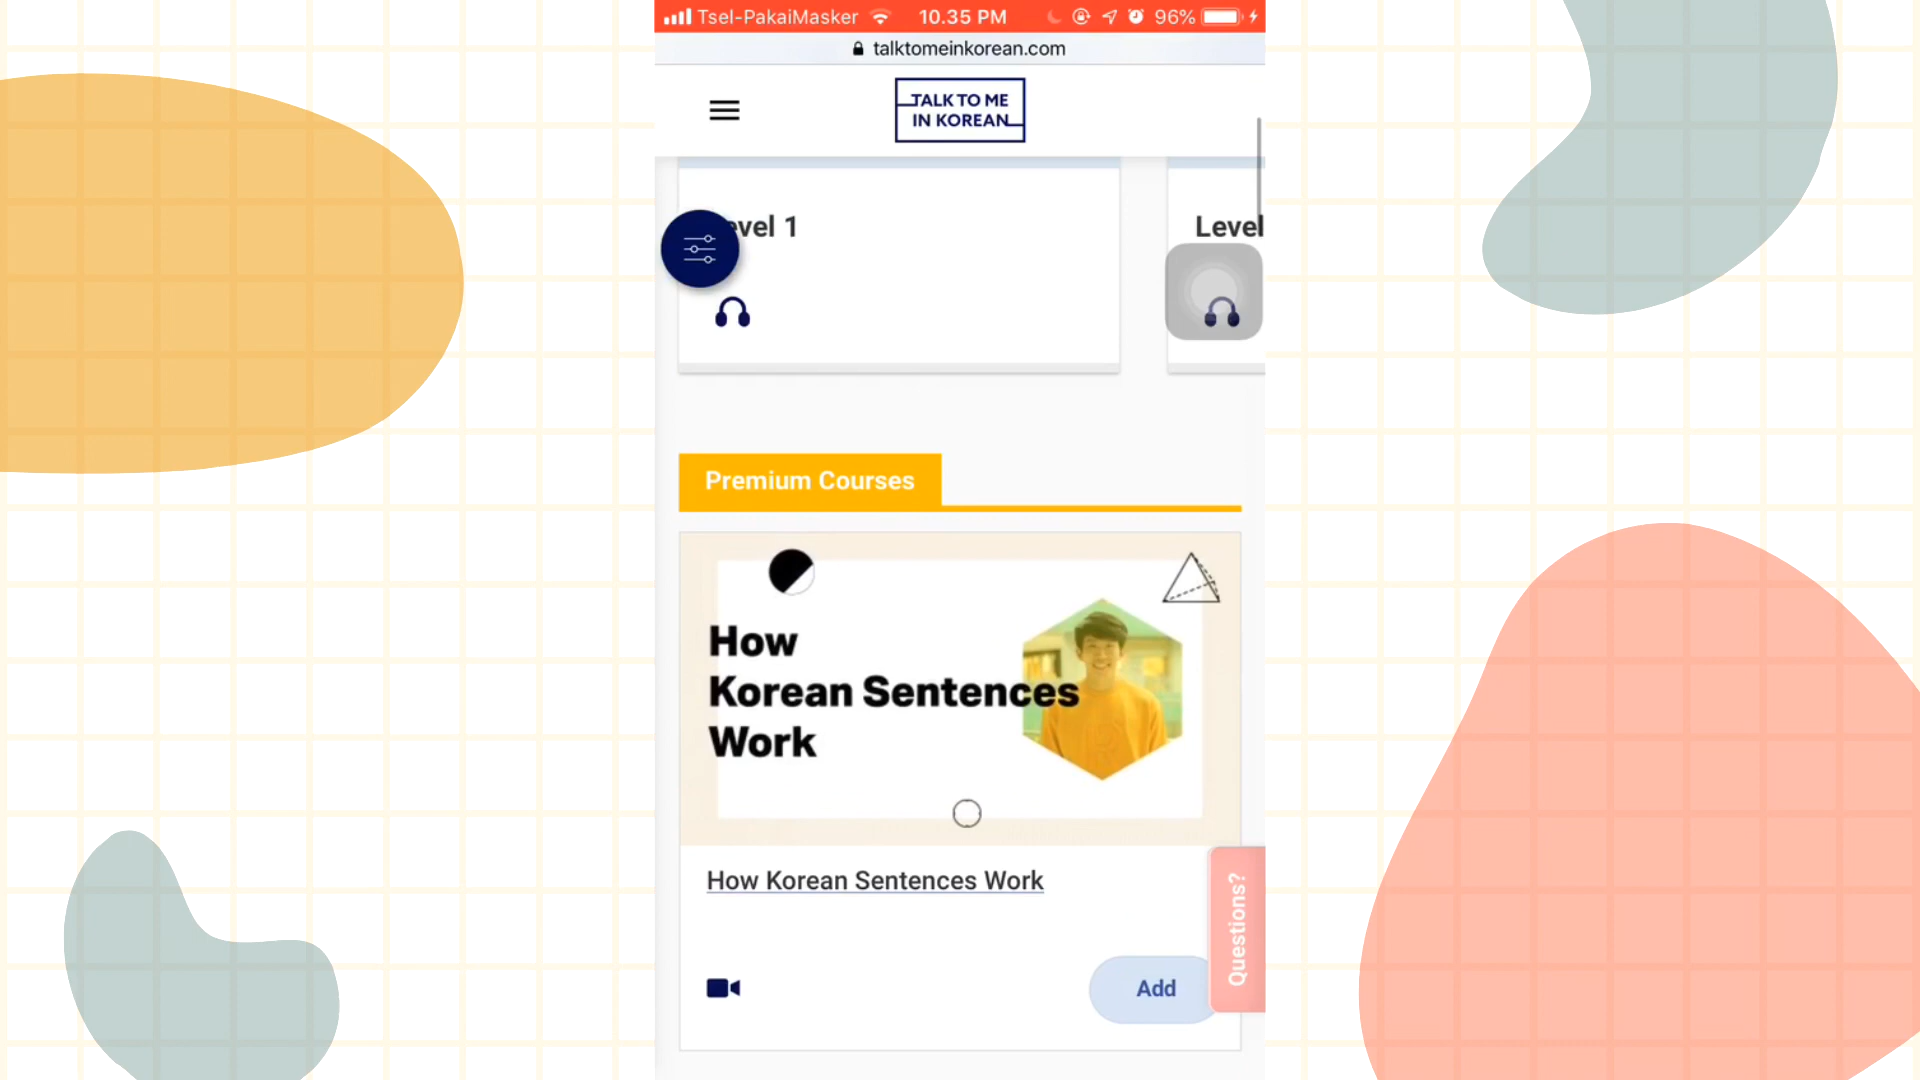 Tsel-PakaiMasker 10.35 PM 96%
talktomeinkorean.com
TALK TO ME
IN KOREAN
evel 1
Level
Premium Courses
How
Korean Sentences
Work
How Korean Sentences Work
Questions?
Add